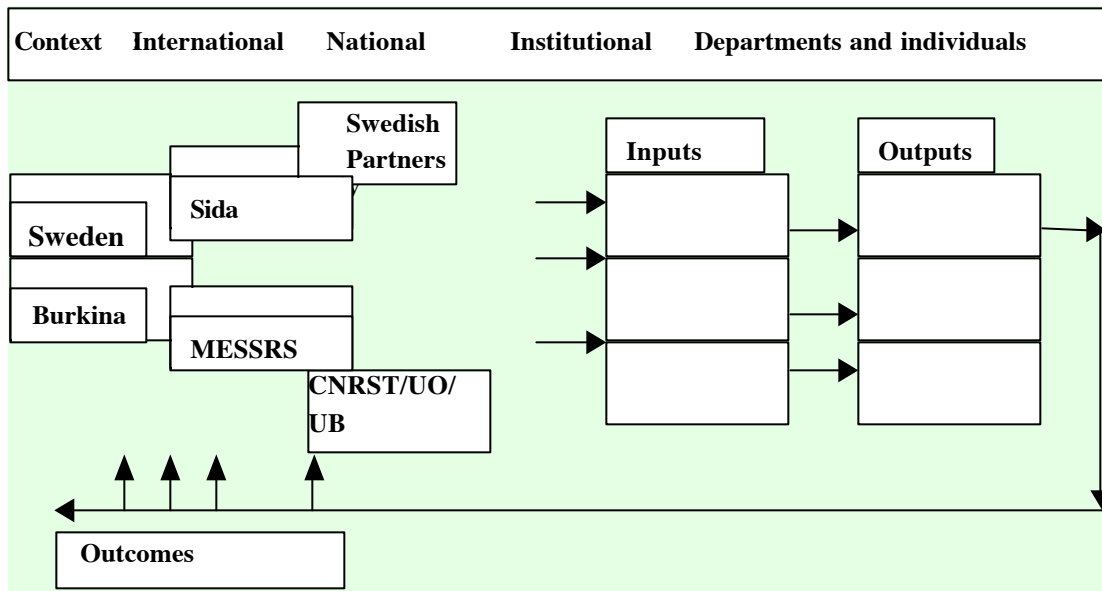 Context International National Institutional Departments and individuals
Swedish
Partners
Inputs
Outputs
Sida
Sweden
Burkina
MESSRS
CNRST/UO/
UB
Outcomes